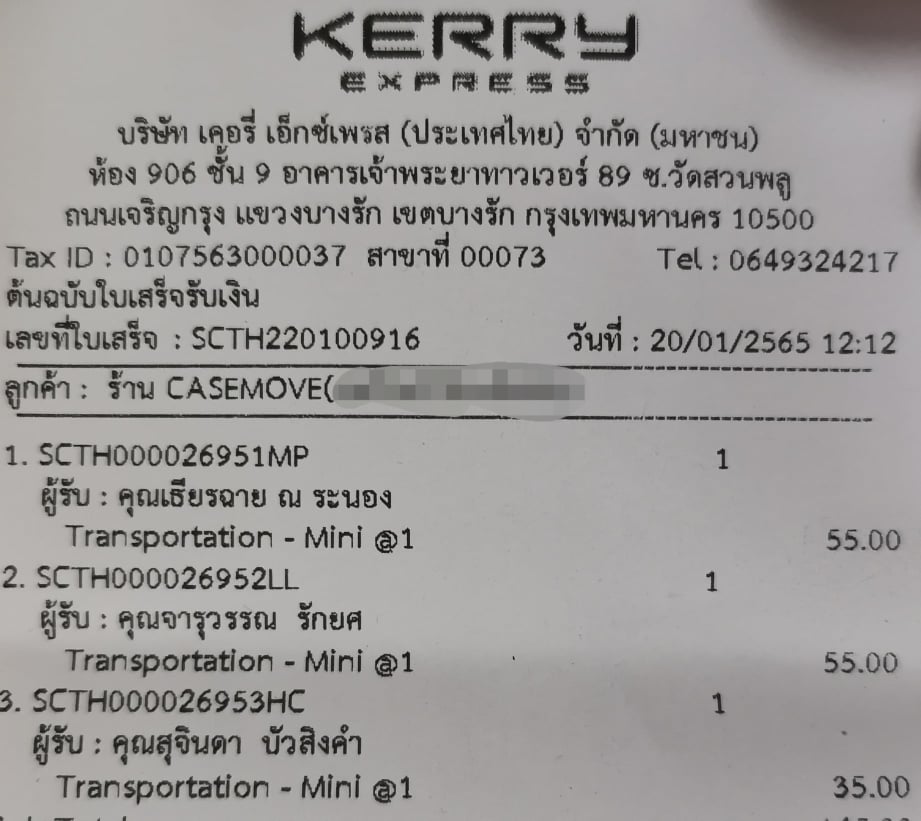 KERRY
EXPRESS
บริษัท เคอรี่ เอ็กซ์เพรส (ประเทศไทย) จำกัด (มหาชน)
ห้อง 906 ชั้น 9 อาคารเจ้าพระยาทาวเวอร์ 89 ซ.วัดสวนพลู
ถนนเจริญกรุง แขวงบางรัก เขตบางรัก กรุงเทพมหานคร 10500
Tax ID : 0107563000037 สาขาที่ 00073 Tel : 0649324217
ต้นฉบับใบเสร็จรับเงิน
เลขที่ใบเสร็จ : SCTH220100916 วันที่ : 20/01/2565 12:12
ลูกค้า : ร้าน CASEMOVE(
1. SCTH000026951MP 1
ผู้รับ : คุณเธียรฉาย ณ ระนอง
Transportation - Mini @1 55.00
2. SCTH000026952LL 1
ผู้รับ : คุณจารุวรรณ รักยศ
Transportation - Mini @1 55.00
3. SCTH000026953HC 1
ผู้รับ : คุณสุจินดา บัวสิงคำ
Transportation - Mini @1 35.00